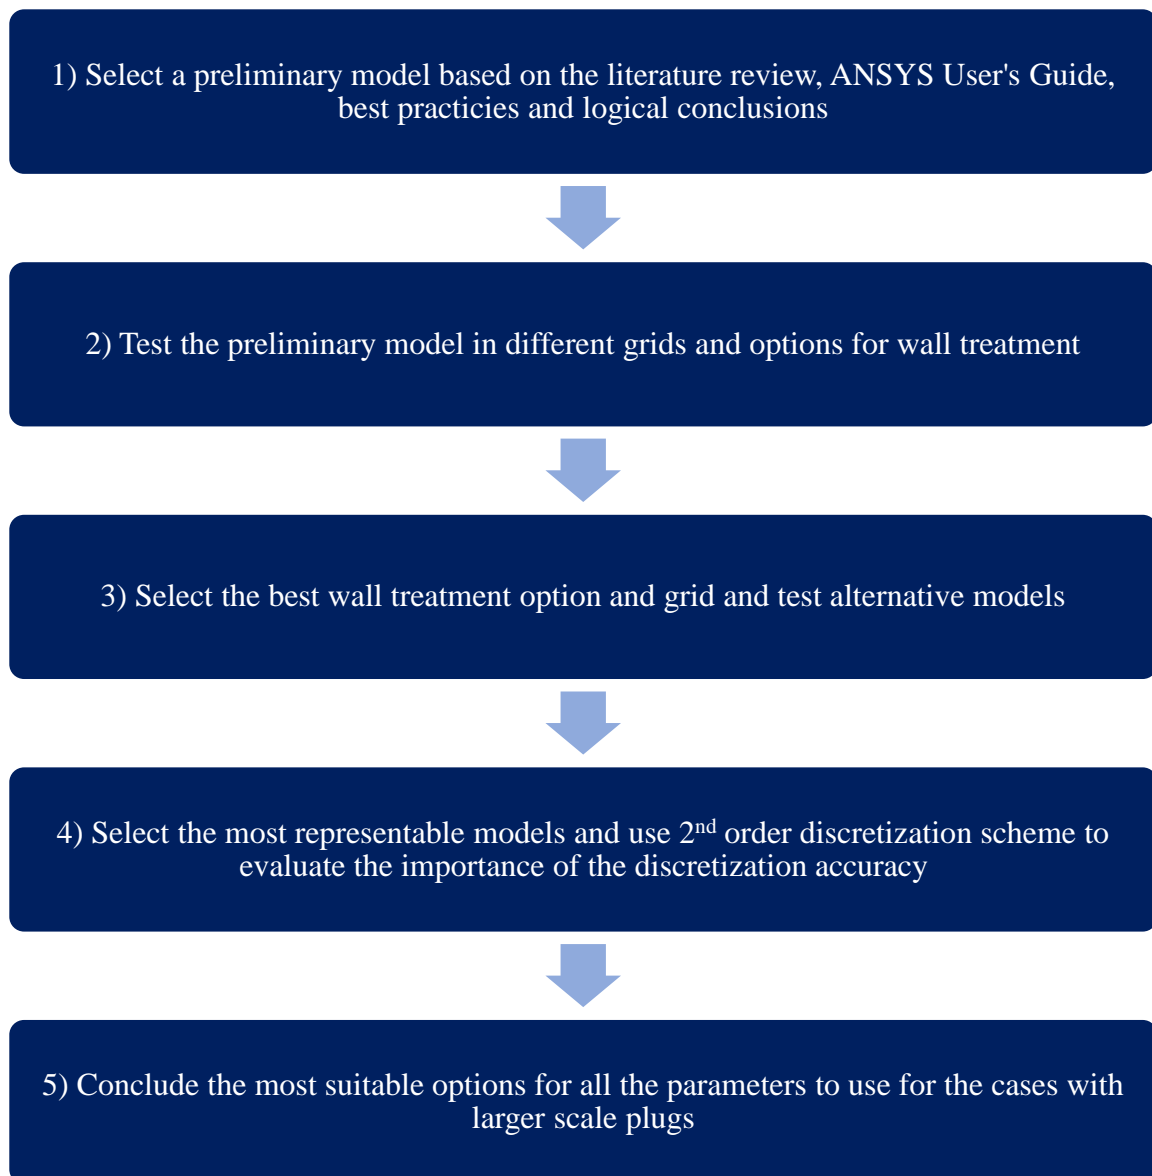 1) Select a preliminary model based on the literature review, ANSYS User's Guide,
best practicies and logical conclusions
2) Test the preliminary model in different grids and options for wall treatment
3) Select the best wall treatment option and grid and test alternative models
4) Select the most representable models and use 2nd order discretization scheme to
evaluate the importance of the discretization accuracy
5) Conclude the most suitable options for all the parameters to use for the cases with
larger scale plugs